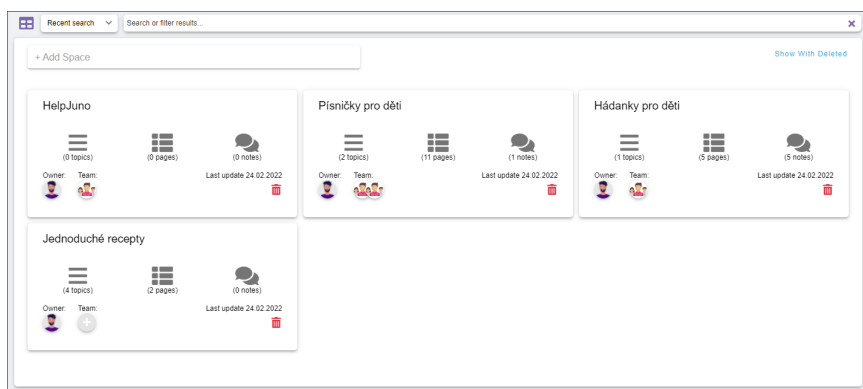 Recent search
Search or filter results...
+ Add Space
Show With Deleted
HelpJuno
(0 topics)
(0 pages)
(0 notes)
Owner:
Team:
Last update 24.02.2022
Písničky pro děti
(2 topics)
(11 pages)
(1 notes)
Owner:
Team:
Last update 24.02.2022
Hádanky pro děti
(1 topics)
(5 pages)
(5 notes)
Owner:
Team:
Last update 24.02.2022
Jednoduché recepty
(4 topics)
(2 pages)
(0 notes)
Owner:
Team:
Last update 24.02.2022